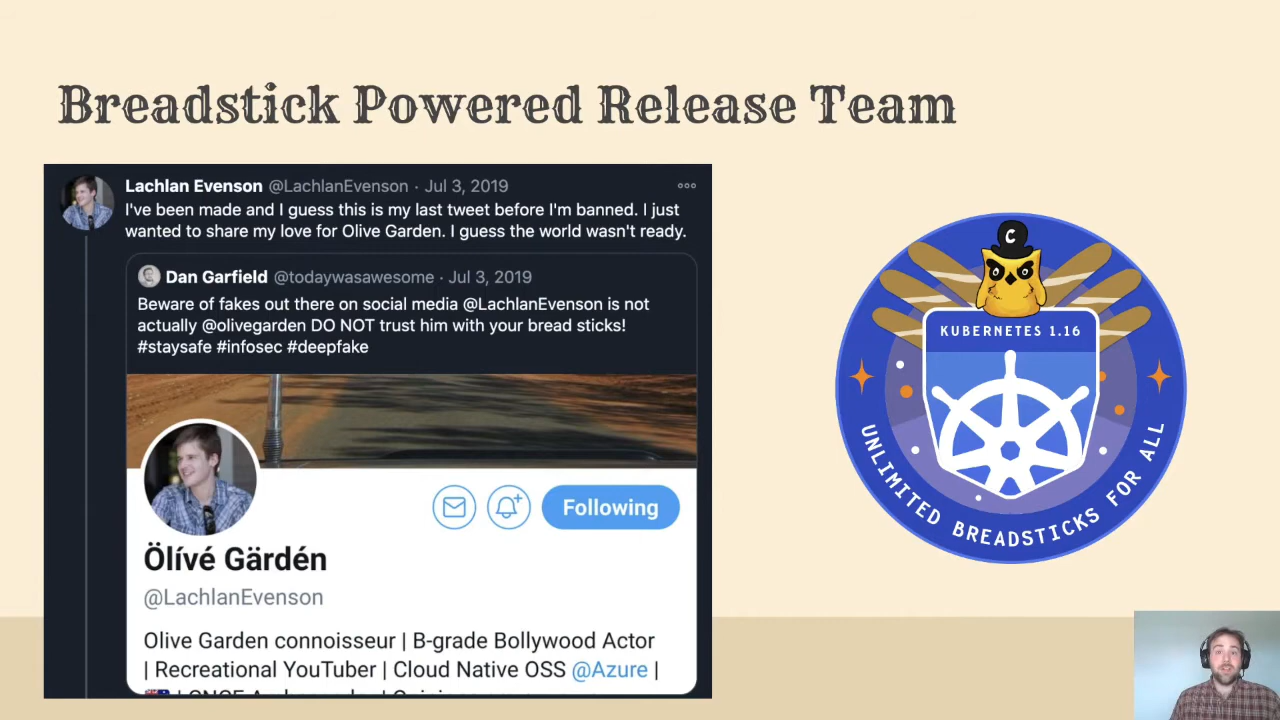 Breadstick Powered Release Team
Lachlan Evenson @LachlanEvenson · Jul 3, 2019
I've been made and I guess this is my last tweet before I'm banned. I just
wanted to share my love for Olive Garden. I guess the world wasn't ready.
Dan Garfield @todaywasawesome · Jul 3, 2019
Beware of fakes out there on social media @LachlanEvenson is not
actually @olivegarden DO NOT trust him with your bread sticks!
#staysafe #infosec #deepfake
Following
Ölívé Gärdén
@LachlanEvenson
Olive Garden connoisseur | B-grade Bollywood Actor
| Recreational YouTuber | Cloud Native OSS @Azure |
C
KUBERNETES 1.16
UNLIMITED BREADSTICKS FOR ALL